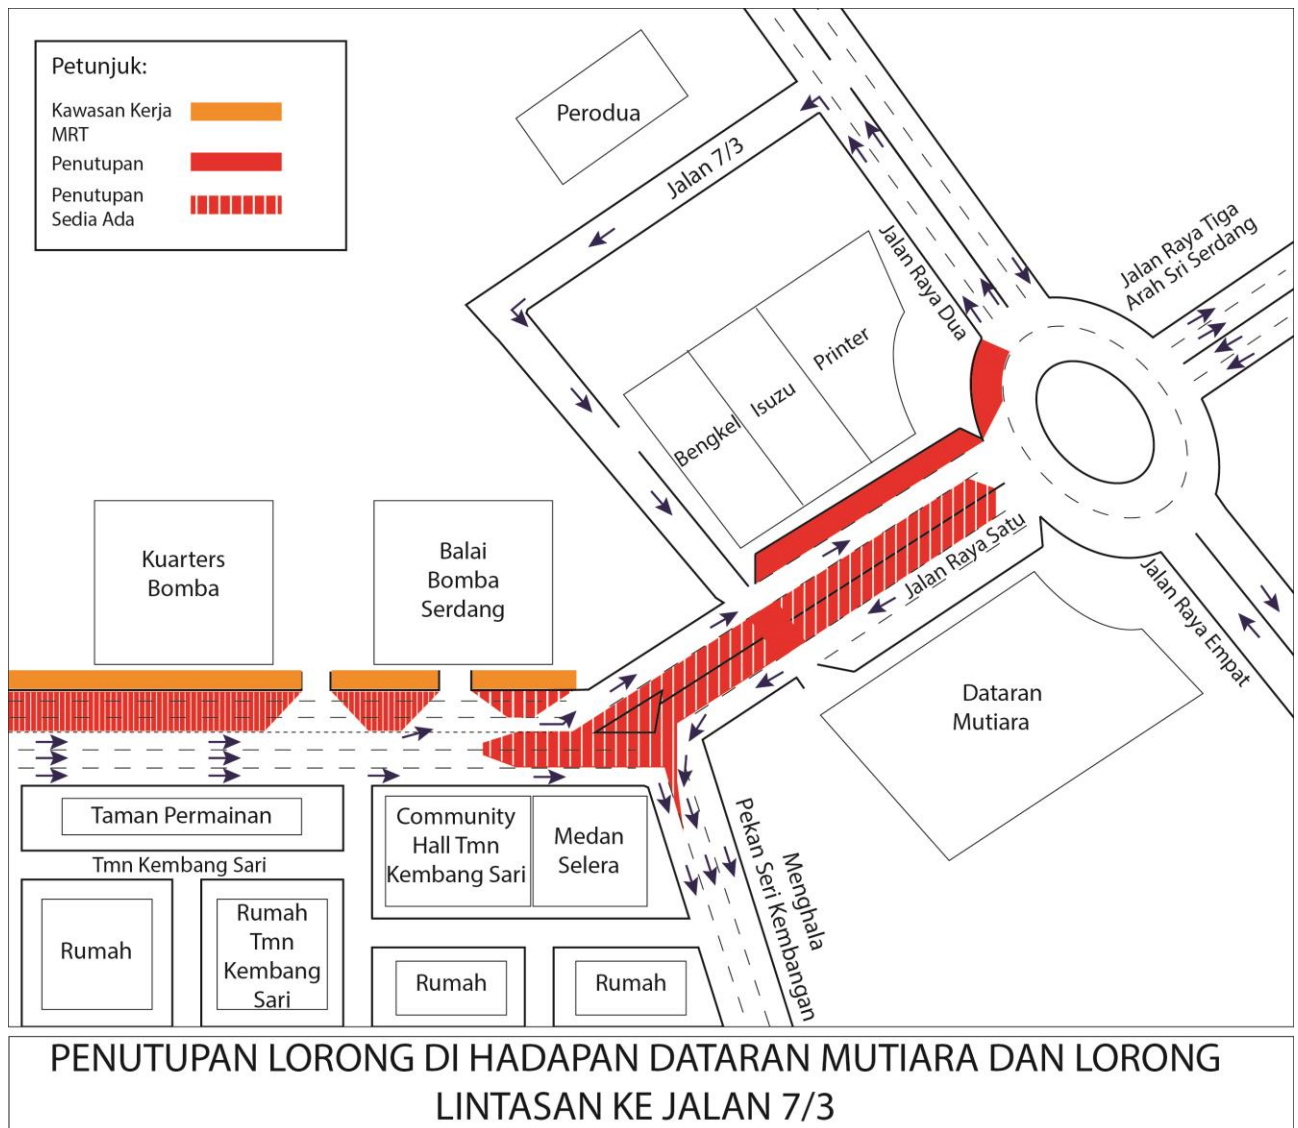 Petunjuk:
Kawasan Kerja
MRT
Penutupan
Penutupan
Sedia Ada
Perodua
Jalan 7/3
Jalan Raya Tiga
Arah Sri Serdang
Jalan Raya Dua
Printer
Isuzu
Bengkel
Kuarters
Bomba
Balai
Bomba
Serdang
Jalan Raya Satu
Jalan Raya Empat
Dataran
Mutiara
Taman Permainan
Tmn Kembang Sari
Community
Hall Tmn
Kembang Sari
Medan
Selera
Menghala
Pekan Seri Kembangan
Rumah
Rumah
Tmn
Kembang
Sari
Rumah
Rumah
PENUTUPAN LORONG DI HADAPAN DATARAN MUTIARA DAN LORONG
LINTASAN KE JALAN 7/3